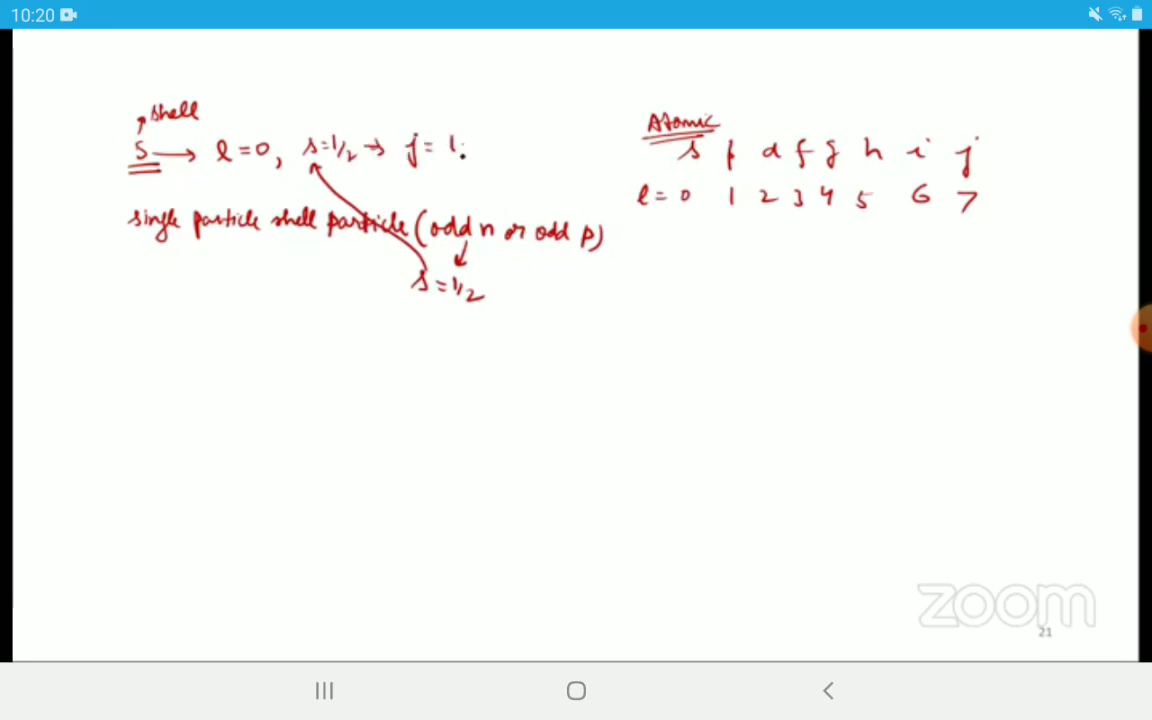 10:20
shell
S → l = 0, s = 1/2 → j = 1
single particle shell particle (odd n or odd p)
s = 1/2
Atomic
s p d f g h i j
l = 0 1 2 3 4 5 6 7
zoom
21